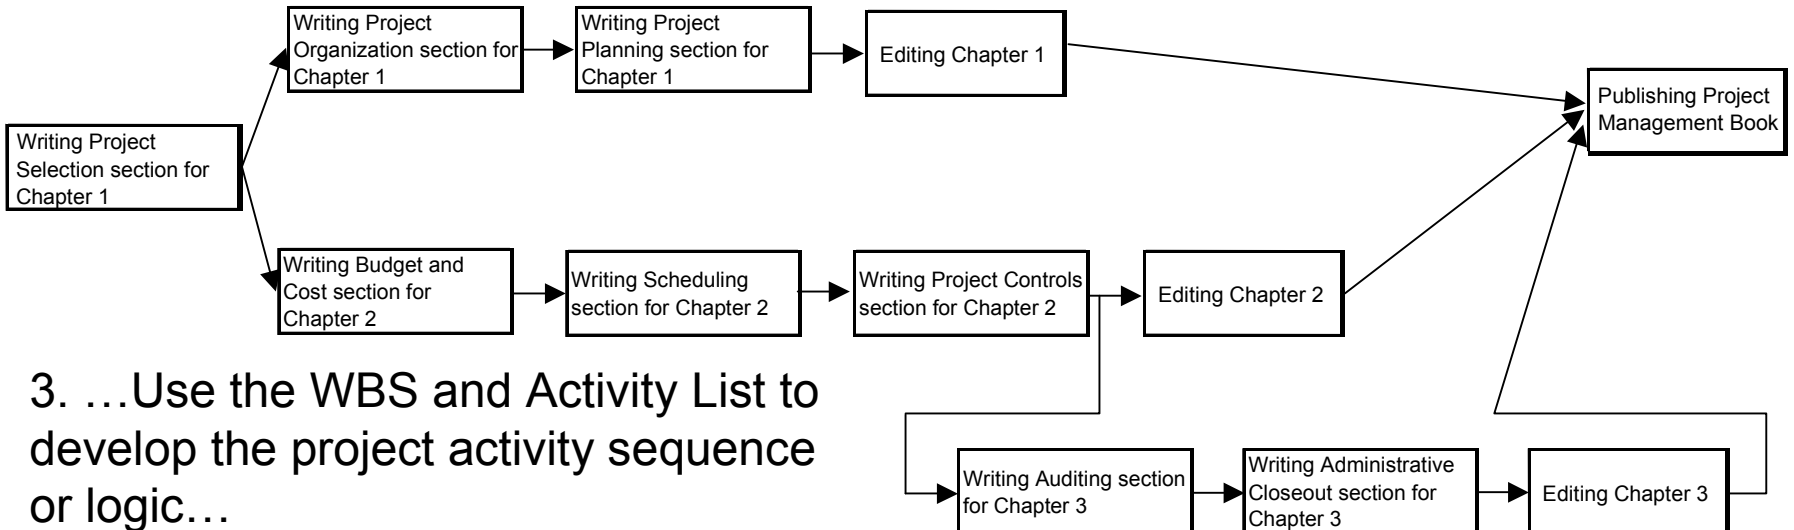 Writing Project
Organization section for
Chapter 1
Writing Project
Planning section for
Chapter 1
Editing Chapter 1
Publishing Project
Management Book
Writing Project
Selection section for
Chapter 1
Writing Budget and
Cost section for
Chapter 2
Writing Scheduling
section for Chapter 2
Writing Project Controls
section for Chapter 2
Editing Chapter 2
3. …Use the WBS and Activity List to
develop the project activity sequence
or logic…
Writing Auditing section
for Chapter 3
Writing Administrative
Closeout section for
Chapter 3
Editing Chapter 3